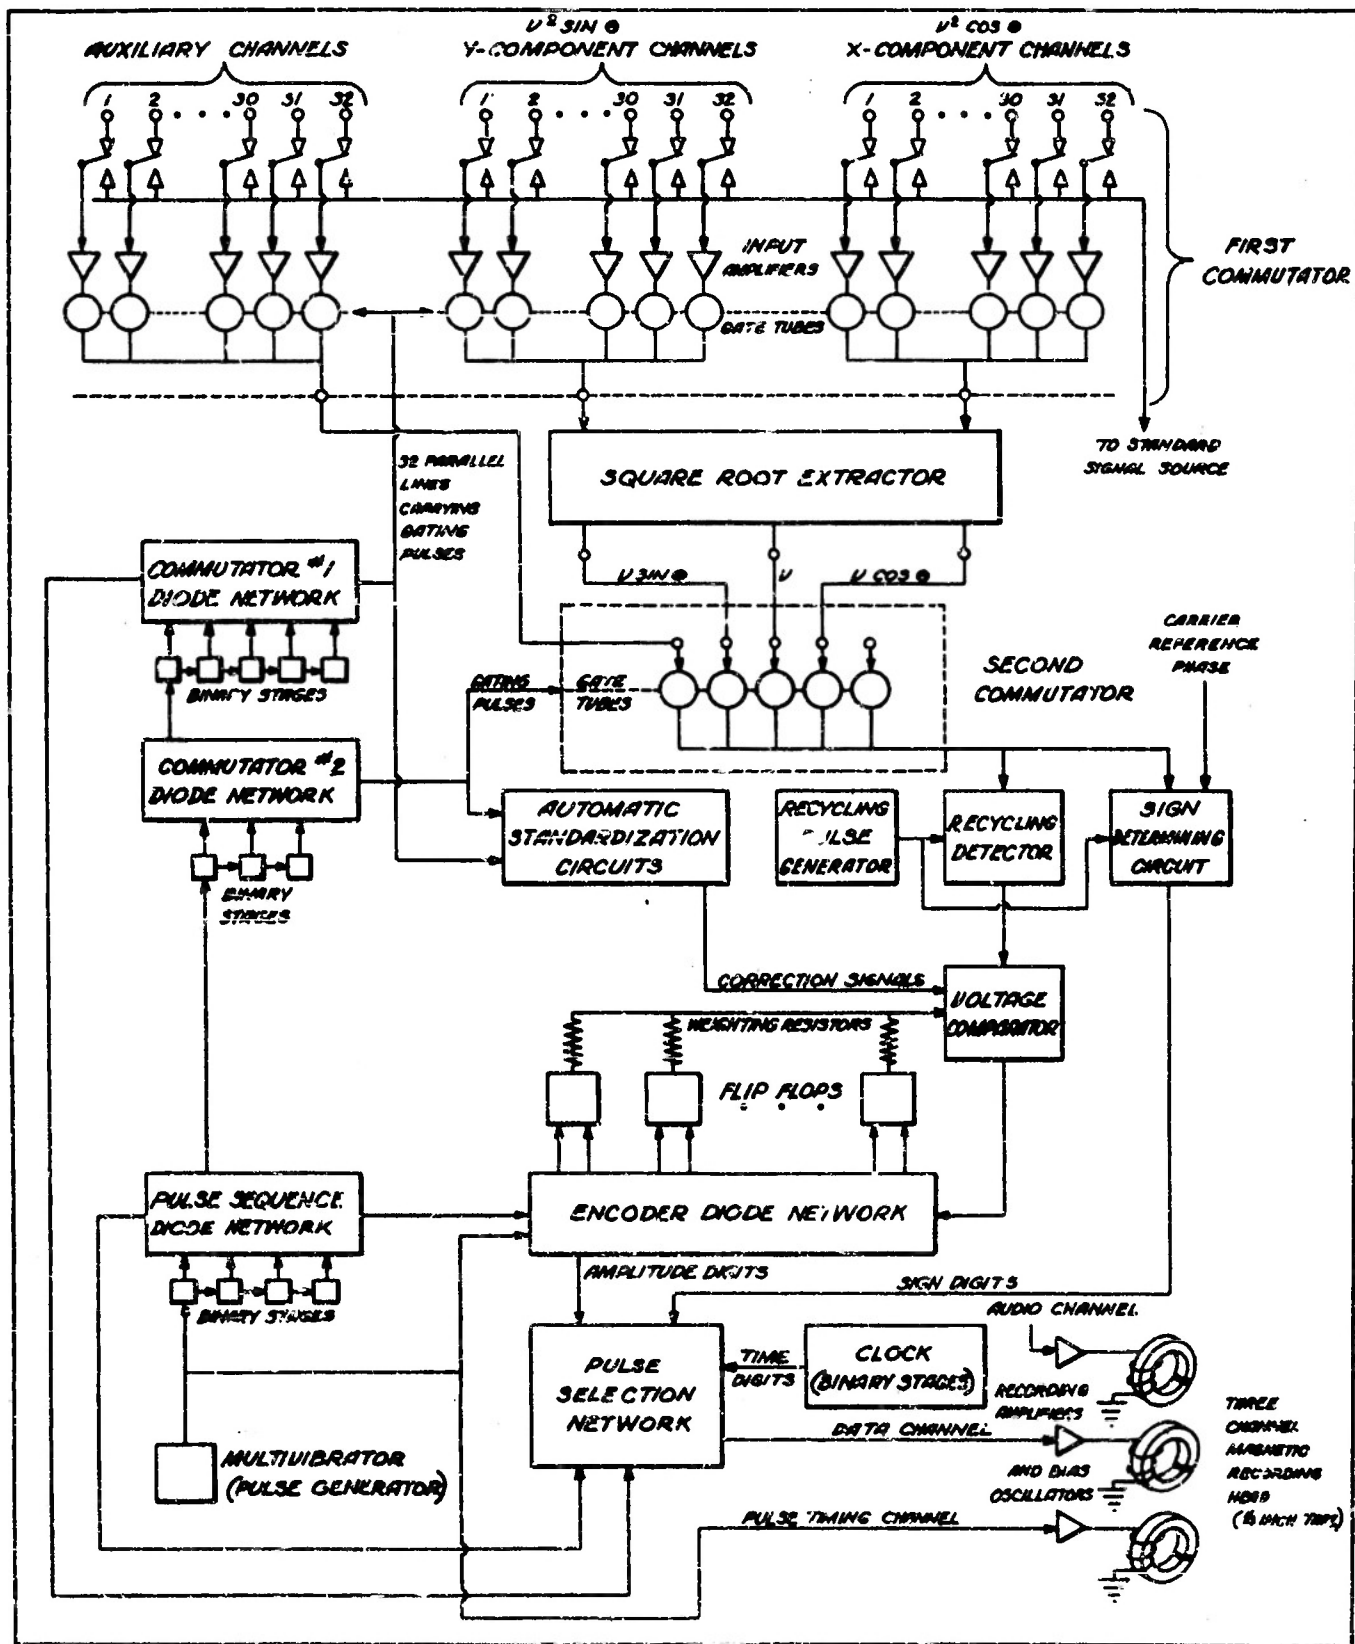 V² SIN Θ
V² COS Θ
AUXILIARY CHANNELS
Y-COMPONENT CHANNELS
X-COMPONENT CHANNELS
1 2 • • • • 30 31 32
1 2 • • • • 30 31 32
1 2 • • • • 30 31 32
INPUT
AMPLIFIERS
GATE TUBES
FIRST
COMMUTATOR
TO STANDARD
SIGNAL SOURCE
32 PARALLEL
LINES
CARRYING
GATING
PULSES
SQUARE ROOT EXTRACTOR
V SIN Θ
V
V COS Θ
COMMUTATOR #1
DIODE NETWORK
BINARY STAGES
GATING
PULSES
GATE
TUBES
SECOND
COMMUTATOR
CARRIER
REFERENCE
PHASE
COMMUTATOR #2
DIODE NETWORK
BINARY
STAGES
AUTOMATIC
STANDARDIZATION
CIRCUITS
RECYCLING
PULSE
GENERATOR
RECYCLING
DETECTOR
SIGN
DETERMINING
CIRCUIT
CORRECTION SIGNALS
WEIGHTING RESISTORS
VOLTAGE
COMPARATOR
FLIP FLOPS
• • •
PULSE SEQUENCE
DIODE NETWORK
BINARY STAGES
ENCODER DIODE NETWORK
AMPLITUDE DIGITS
SIGN DIGITS
PULSE
SELECTION
NETWORK
TIME
DIGITS
CLOCK
(BINARY STAGES)
AUDIO CHANNEL
RECORDING
AMPLIFIERS
DATA CHANNEL
AND BIAS
OSCILLATORS
MULTIVIBRATOR
(PULSE GENERATOR)
PULSE TIMING CHANNEL
THREE
CHANNEL
MAGNETIC
RECORDING
HEAD
INCH TAPE)